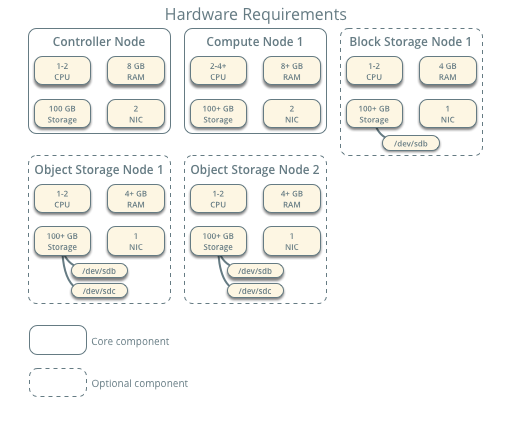 Hardware Requirements
Controller Node
1-2
CPU
8 GB
RAM
100 GB
Storage
2
NIC
Compute Node 1
2-4+
CPU
8+ GB
RAM
100+ GB
Storage
2
NIC
Block Storage Node 1
1-2
CPU
4 GB
RAM
100+ GB
Storage
1
NIC
/dev/sdb
Object Storage Node 1
1-2
CPU
4+ GB
RAM
100+ GB
Storage
1
NIC
/dev/sdb
/dev/sdc
Object Storage Node 2
1-2
CPU
4+ GB
RAM
100+ GB
Storage
1
NIC
/dev/sdb
/dev/sdc
Core component
Optional component